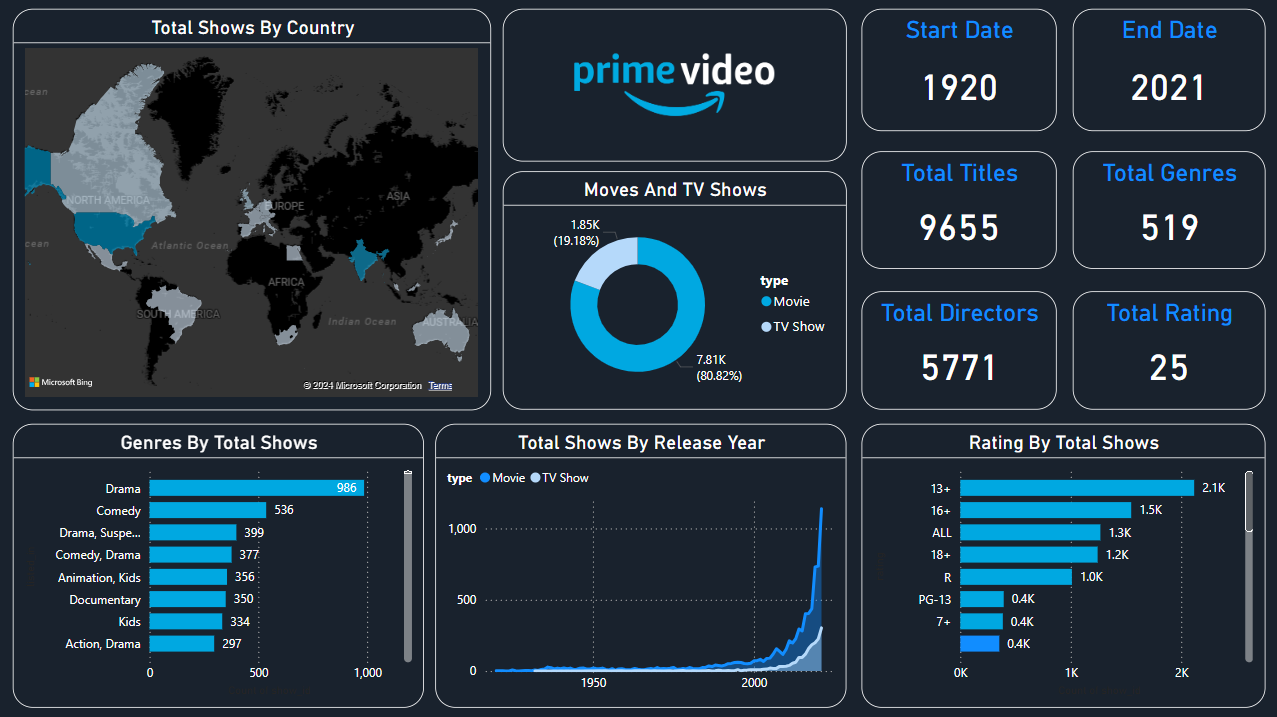 Total Shows By Country
cean
NORTH AMERICA
EUROPE
ASIA
cean
Atlantic Ocean
AFRICA
SOUTH AMERICA
Indian Ocean
AUSTRALIA
Microsoft Bing
© 2024 Microsoft Corporation Terms
prime video
Start Date
1920
End Date
2021
Total Titles
9655
Total Genres
519
Total Directors
5771
Total Rating
25
Moves And TV Shows
1.85K
(19.18%)
type
Movie
TV Show
7.81K
(80.82%)
Genres By Total Shows
Drama 986
Comedy 536
Drama, Suspe... 399
Comedy, Drama 377
Animation, Kids 356
Documentary 350
Kids 334
Action, Drama 297
0 500 1,000
Total Shows By Release Year
type Movie TV Show
1,000
500
0
1950 2000
Rating By Total Shows
13+ 2.1K
16+ 1.5K
ALL 1.3K
18+ 1.2K
R 1.0K
PG-13 0.4K
7+ 0.4K
0.4K
0K 1K 2K